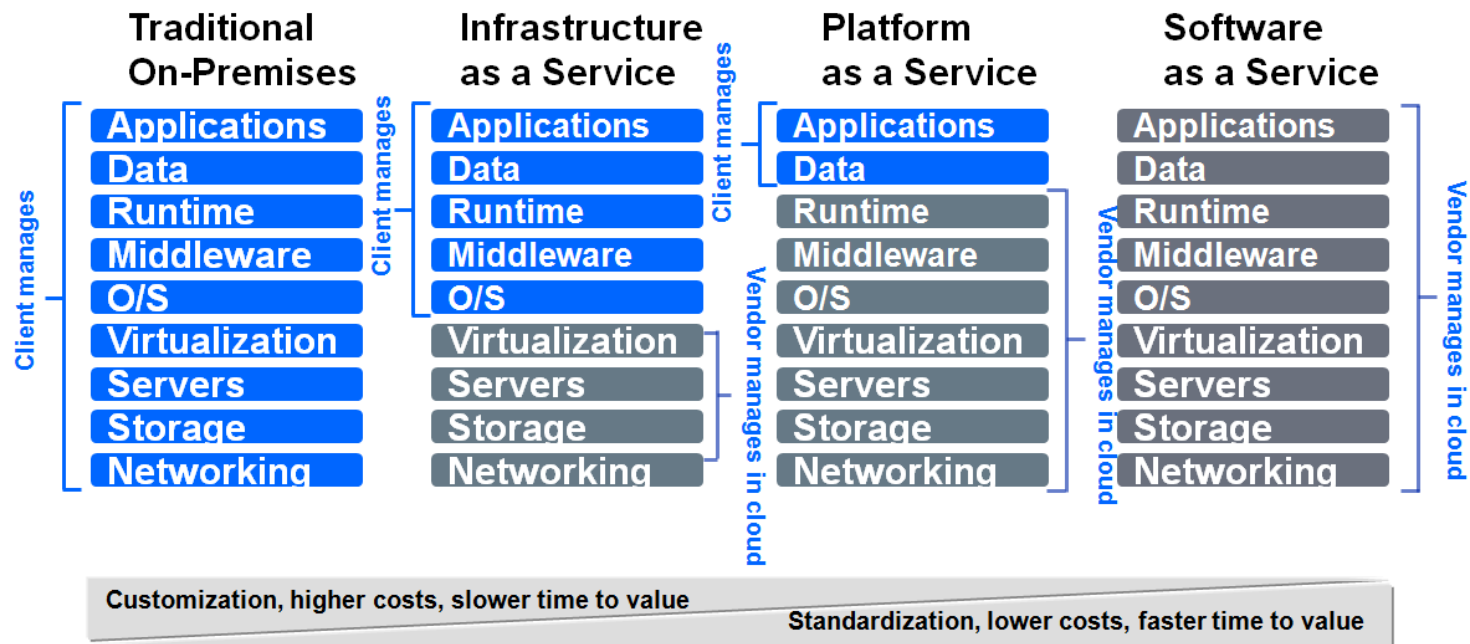 Traditional
On-Premises
Client manages
Applications
Data
Runtime
Middleware
O/S
Virtualization
Servers
Storage
Networking
Infrastructure
as a Service
Client manages
Applications
Data
Runtime
Middleware
O/S
Virtualization
Servers
Storage
Networking
Vendor manages in cloud
Platform
as a Service
Client manages
Applications
Data
Runtime
Middleware
O/S
Virtualization
Servers
Storage
Networking
Vendor manages in cloud
Software
as a Service
Applications
Data
Runtime
Middleware
O/S
Virtualization
Servers
Storage
Networking
Vendor manages in cloud
Customization, higher costs, slower time to value
Standardization, lower costs, faster time to value